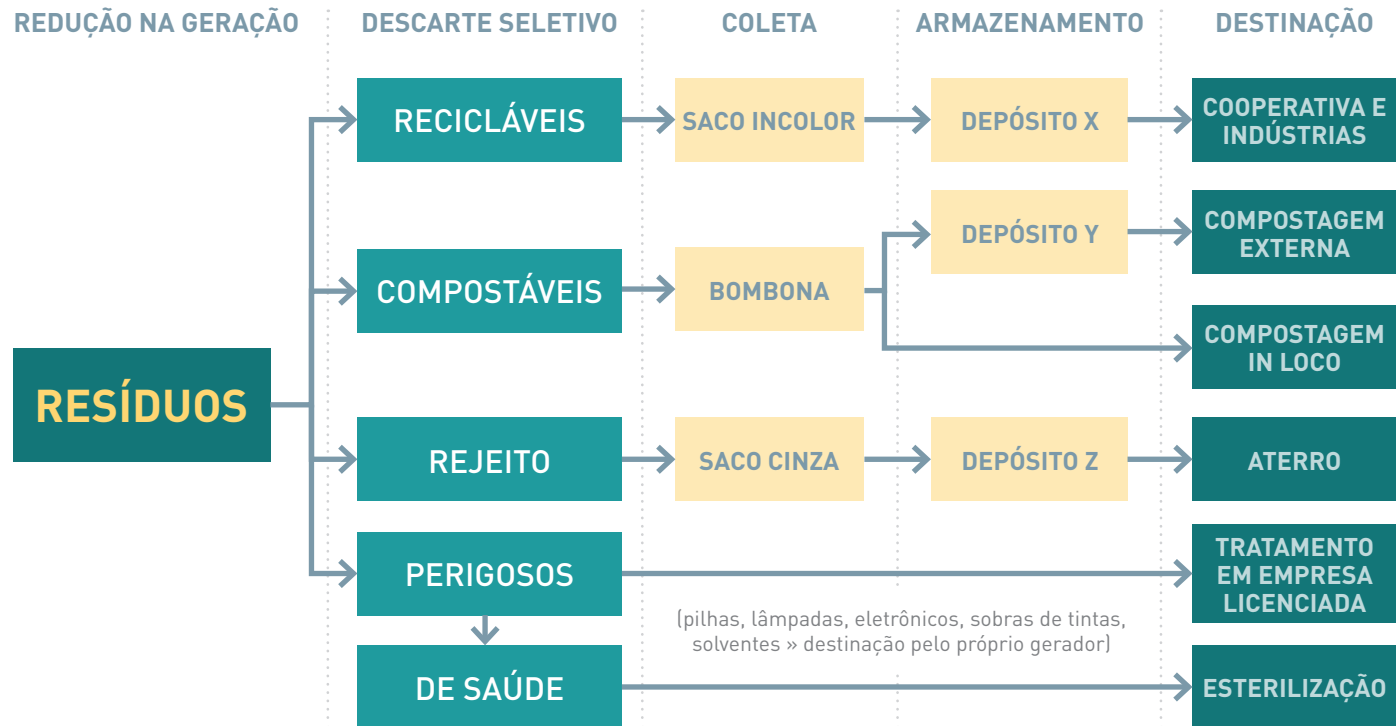 REDUÇÃO NA GERAÇÃO
DESCARTE SELETIVO
COLETA
ARMAZENAMENTO
DESTINAÇÃO
RECICLÁVEIS
SACO INCOLOR
DEPÓSITO X
COOPERATIVA E
INDÚSTRIAS
COMPOSTÁVEIS
BOMBONA
DEPÓSITO Y
COMPOSTAGEM
EXTERNA
COMPOSTAGEM
IN LOCO
RESÍDUOS
REJEITO
SACO CINZA
DEPÓSITO Z
ATERRO
PERIGOSOS
TRATAMENTO
EM EMPRESA
LICENCIADA
(pilhas, lâmpadas, eletrônicos, sobras de tintas,
solventes » destinação pelo próprio gerador)
DE SAÚDE
ESTERILIZAÇÃO